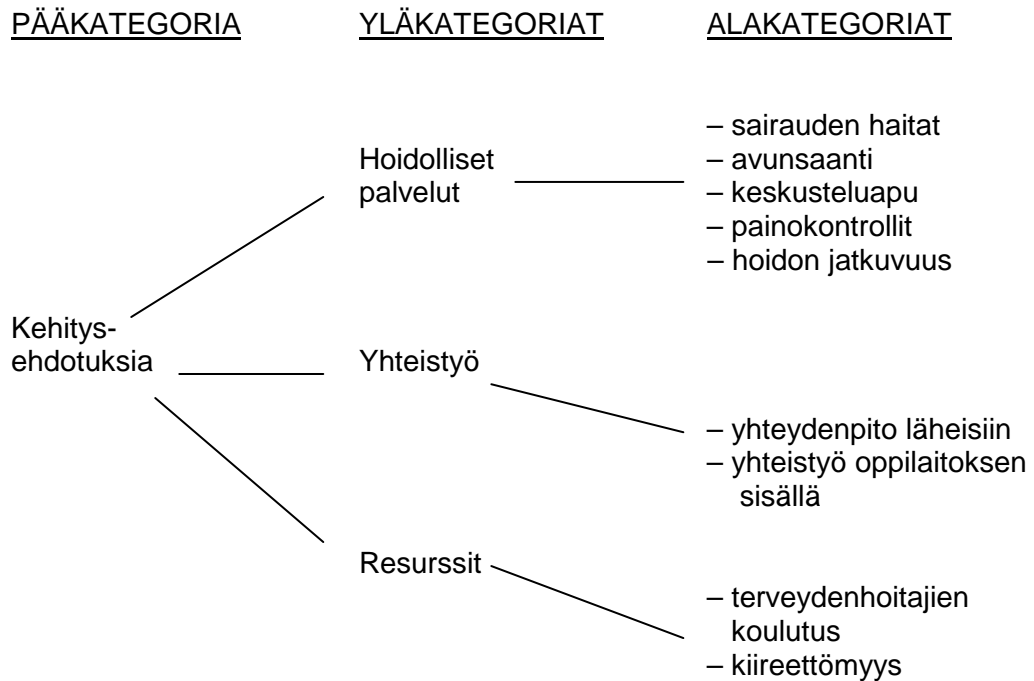 PÄÄKATEGORIA YLÄKATEGORIAT ALAKATEGORIAT
Kehitys-
ehdotuksia
Hoidolliset
palvelut
– sairauden haitat
– avunsaanti
– keskusteluapu
– painokontrollit
– hoidon jatkuvuus
Yhteistyö
– yhteydenpito läheisiin
– yhteistyö oppilaitoksen
sisällä
Resurssit
– terveydenhoitajien
koulutus
– kiireettömyys